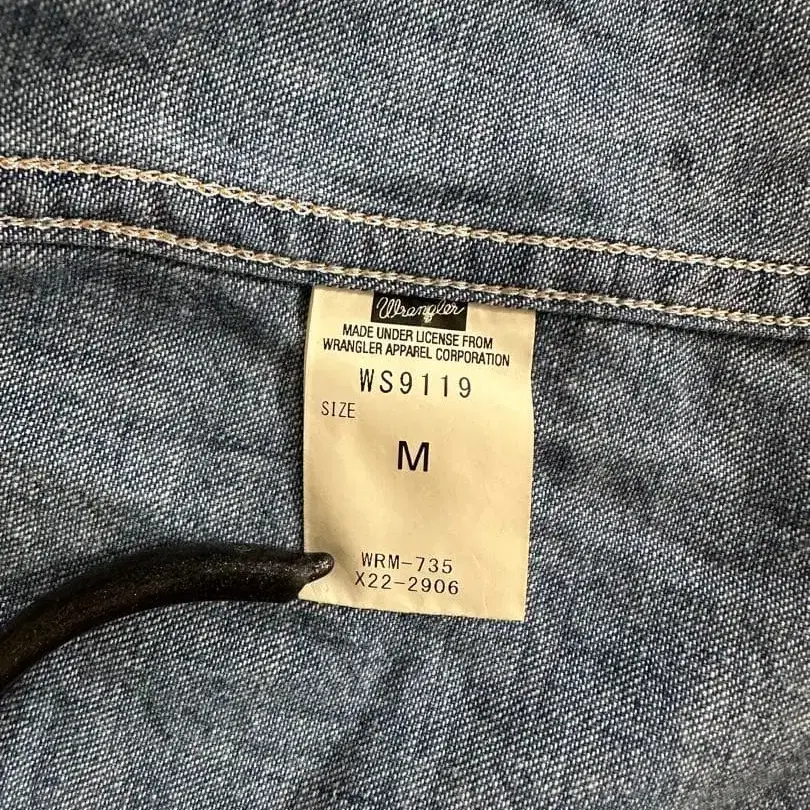 Wrangler
MADE UNDER LICENSE FROM
WRANGLER APPAREL CORPORATION
WS9119
SIZE
M
WRM-735
X22-2906